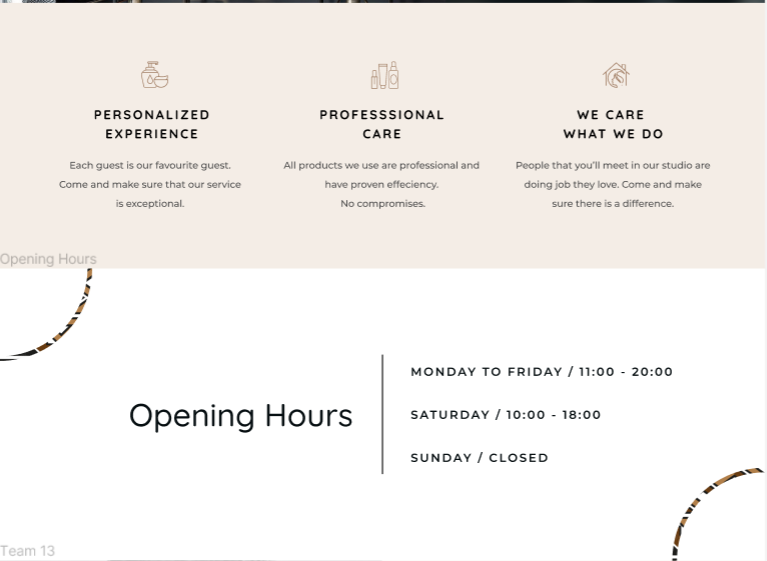 PERSONALIZED
EXPERIENCE
Each guest is our favourite guest.
Come and make sure that our service
is exceptional.
PROFESSSIONAL
CARE
All products we use are professional and
have proven effeciency.
No compromises.
WE CARE
WHAT WE DO
People that you'll meet in our studio are
doing job they love. Come and make
sure there is a difference.
Opening Hours
Opening Hours
MONDAY TO FRIDAY / 11:00 - 20:00
SATURDAY / 10:00 - 18:00
SUNDAY / CLOSED
Team 13